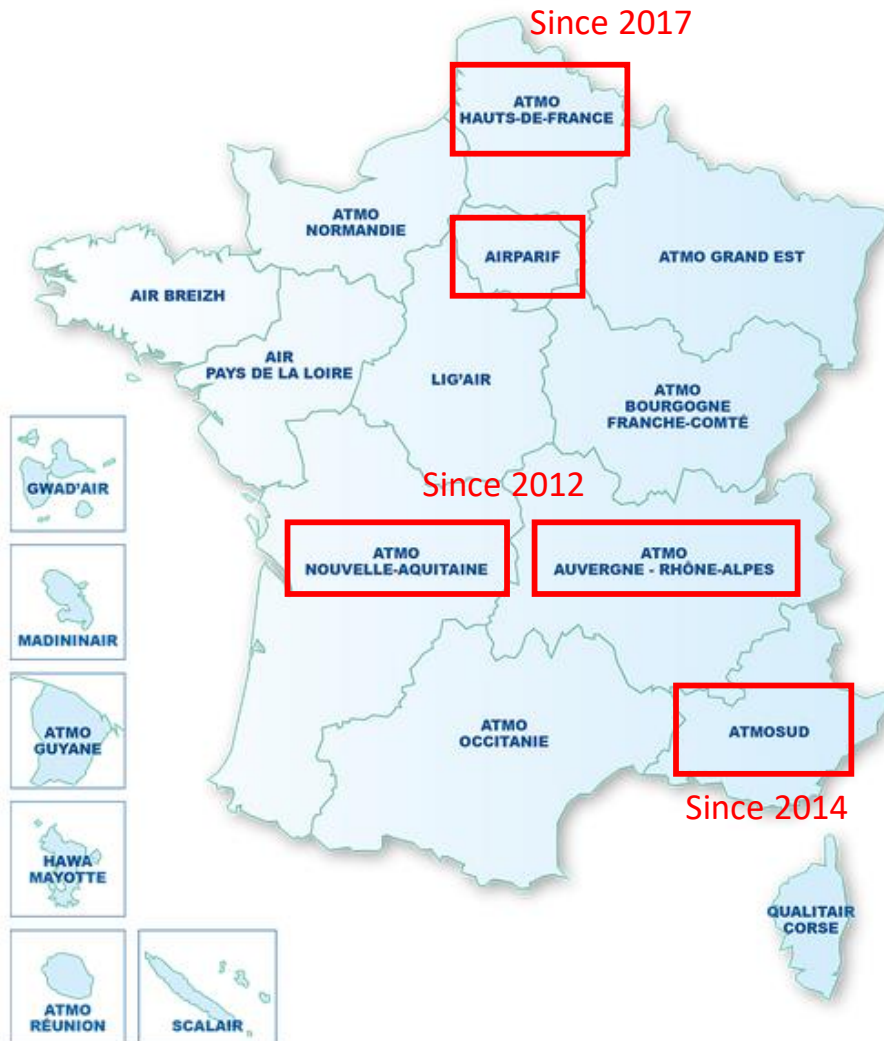 Since 2017
ATMO
HAUTS-DE-FRANCE
ATMO
NORMANDIE
AIRPARIF
ATMO GRAND EST
AIR BREIZH
AIR
PAYS DE LA LOIRE
LIG'AIR
ATMO
BOURGOGNE
FRANCHE-COMTÉ
GWAD'AIR
Since 2012
ATMO
NOUVELLE-AQUITAINE
ATMO
AUVERGNE - RHÔNE-ALPES
MADININAIR
ATMO
GUYANE
ATMO
OCCITANIE
ATMOSUD
Since 2014
HAWA
MAYOTTE
QUALITAIR
CORSE
ATMO
RÉUNION
SCALAIR